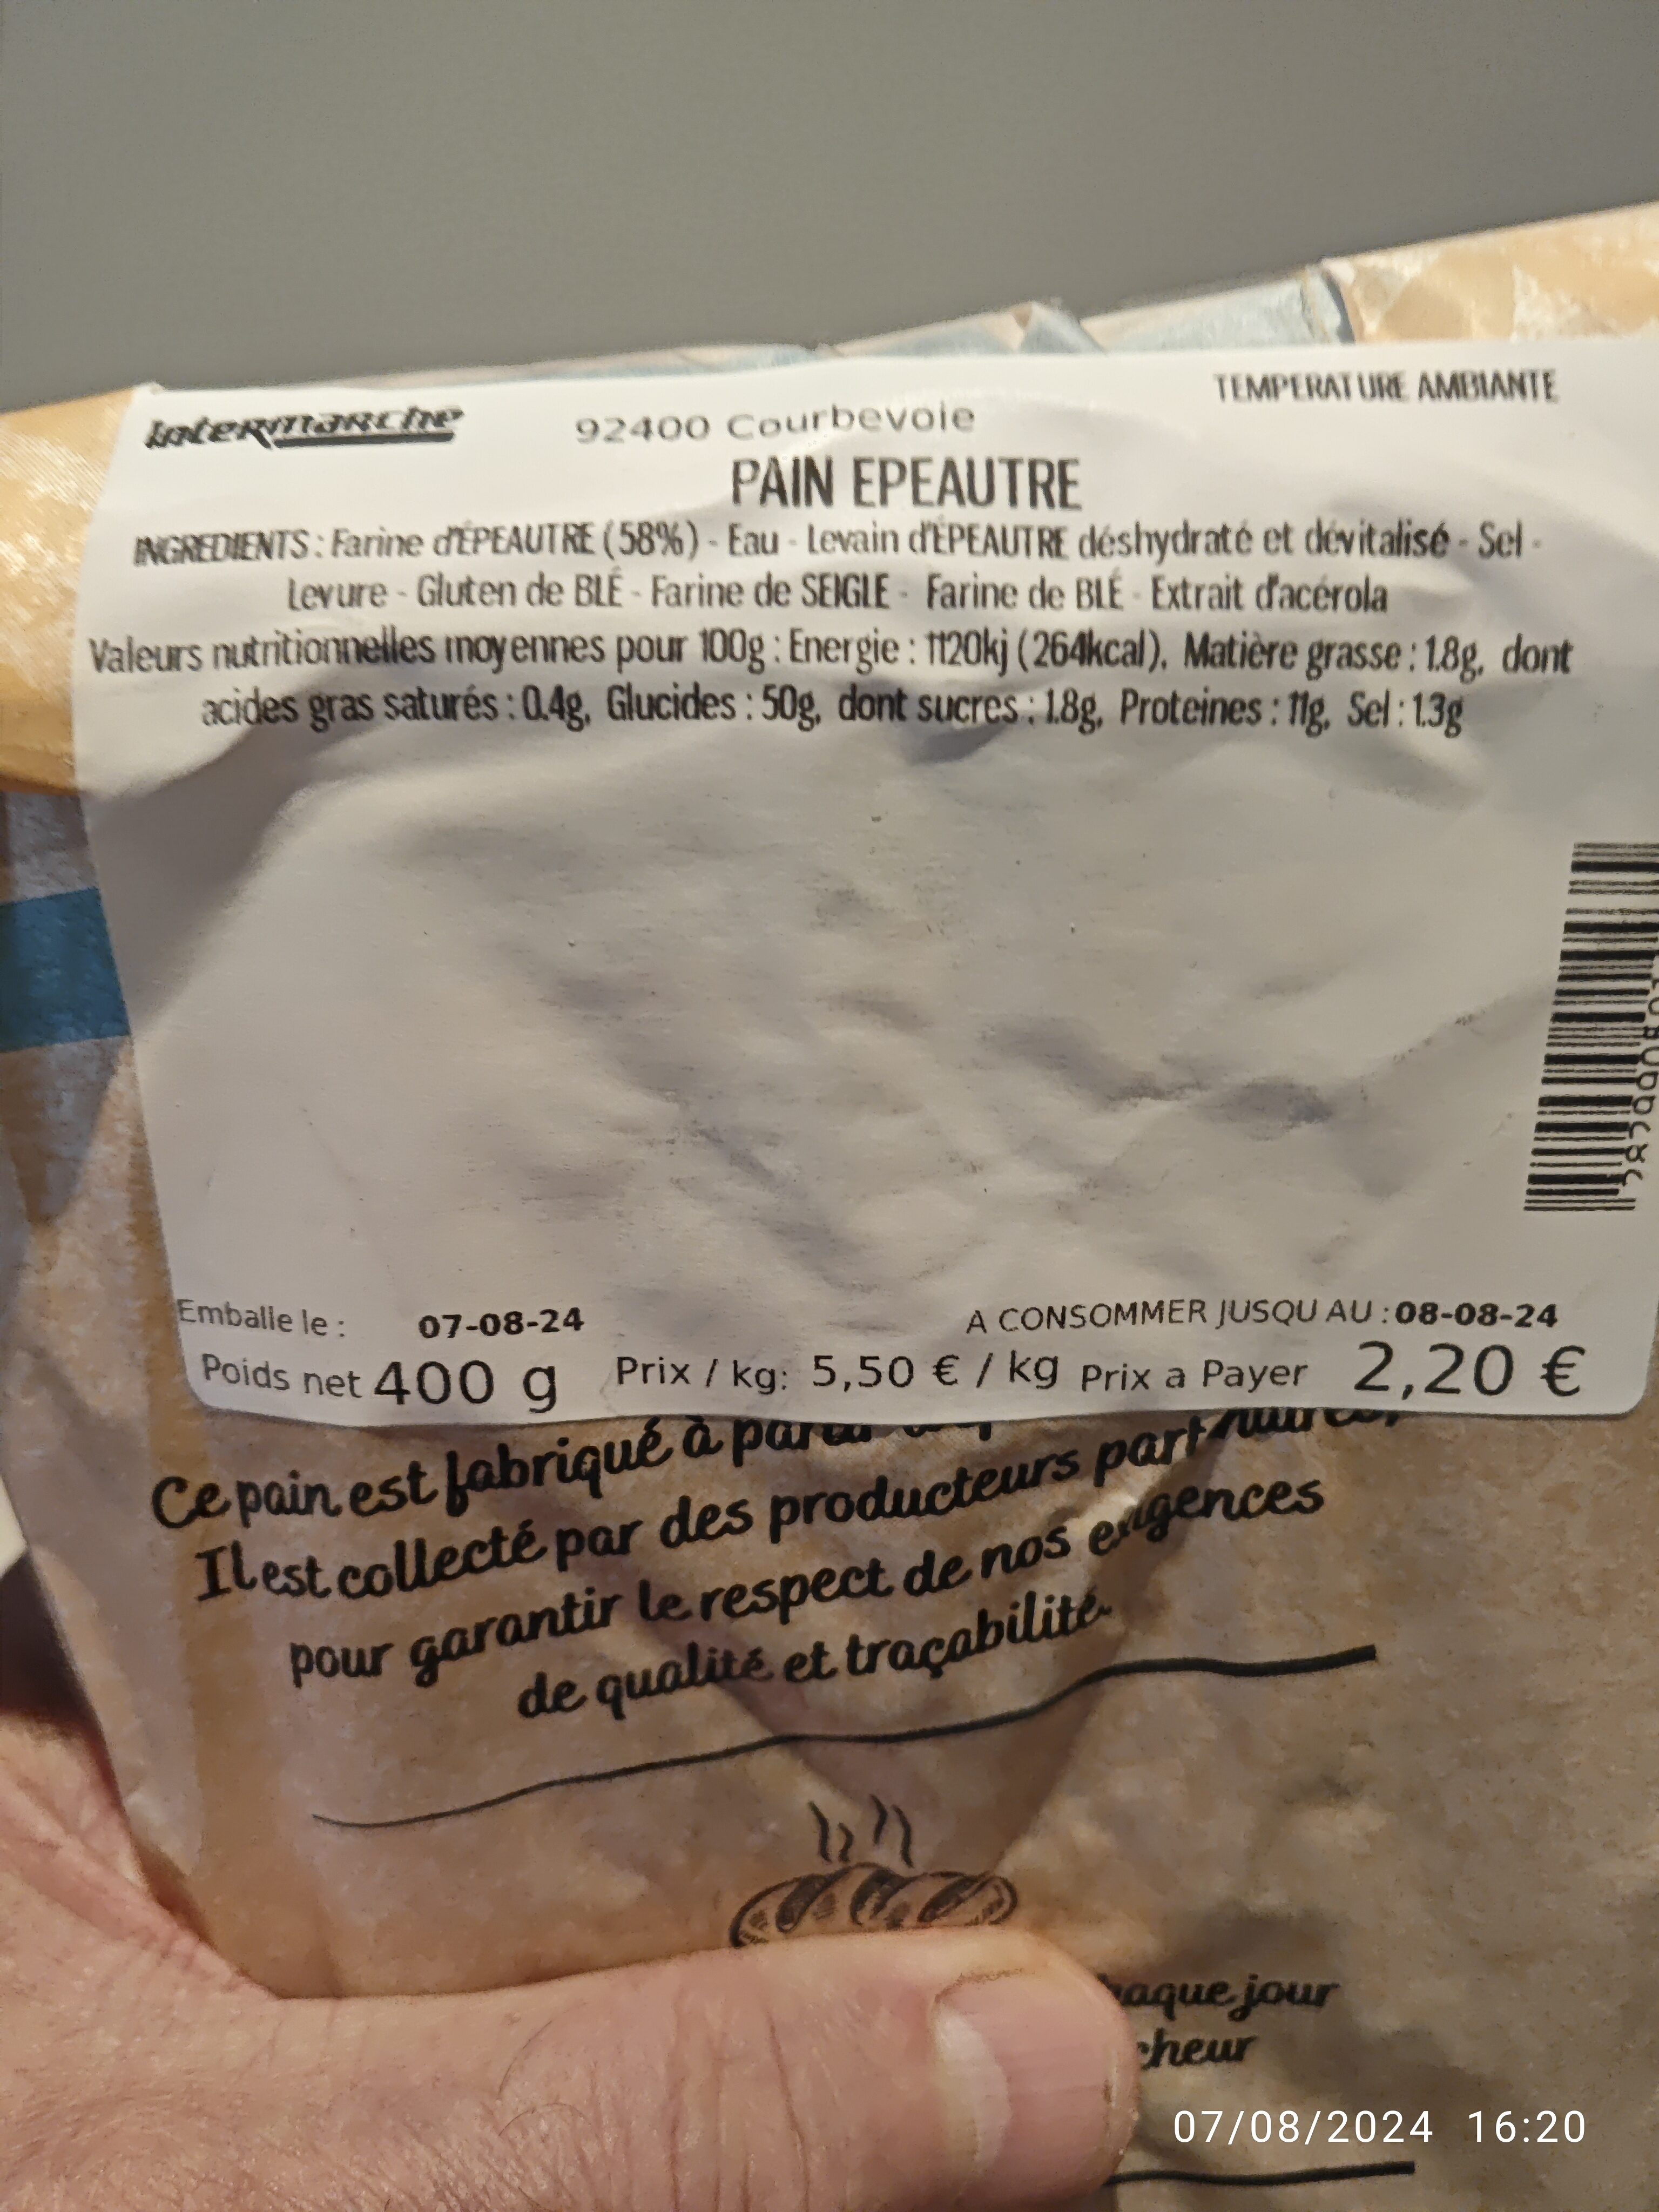 Intermarche 92400 Courbevoie TEMPERATURE AMBIANTE
PAIN EPEAUTRE
INGREDIENTS : Farine d'ÉPEAUTRE (58%) - Eau - Levain d'ÉPEAUTRE déshydraté et dévitalisé - Sel -
Levure - Gluten de BLÉ - Farine de SEIGLE - Farine de BLÉ - Extrait d'acérola
Valeurs nutritionnelles moyennes pour 100g : Energie : 1120kj (264kcal), Matière grasse : 1.8g, dont
acides gras saturés : 0.4g, Glucides : 50g, dont sucres : 1.8g, Proteines : 11g, Sel : 1.3g
Emballe le : 07-08-24 A CONSOMMER JUSQU AU : 08-08-24
Poids net 400 g Prix / kg: 5,50 € / kg Prix a Payer 2,20 €
Ce pain est fabriqué à
Il est collecté par des producteurs
pour garantir le respect de nos exigences
de qualité et traçabilité.
jour
07/08/2024 16:20